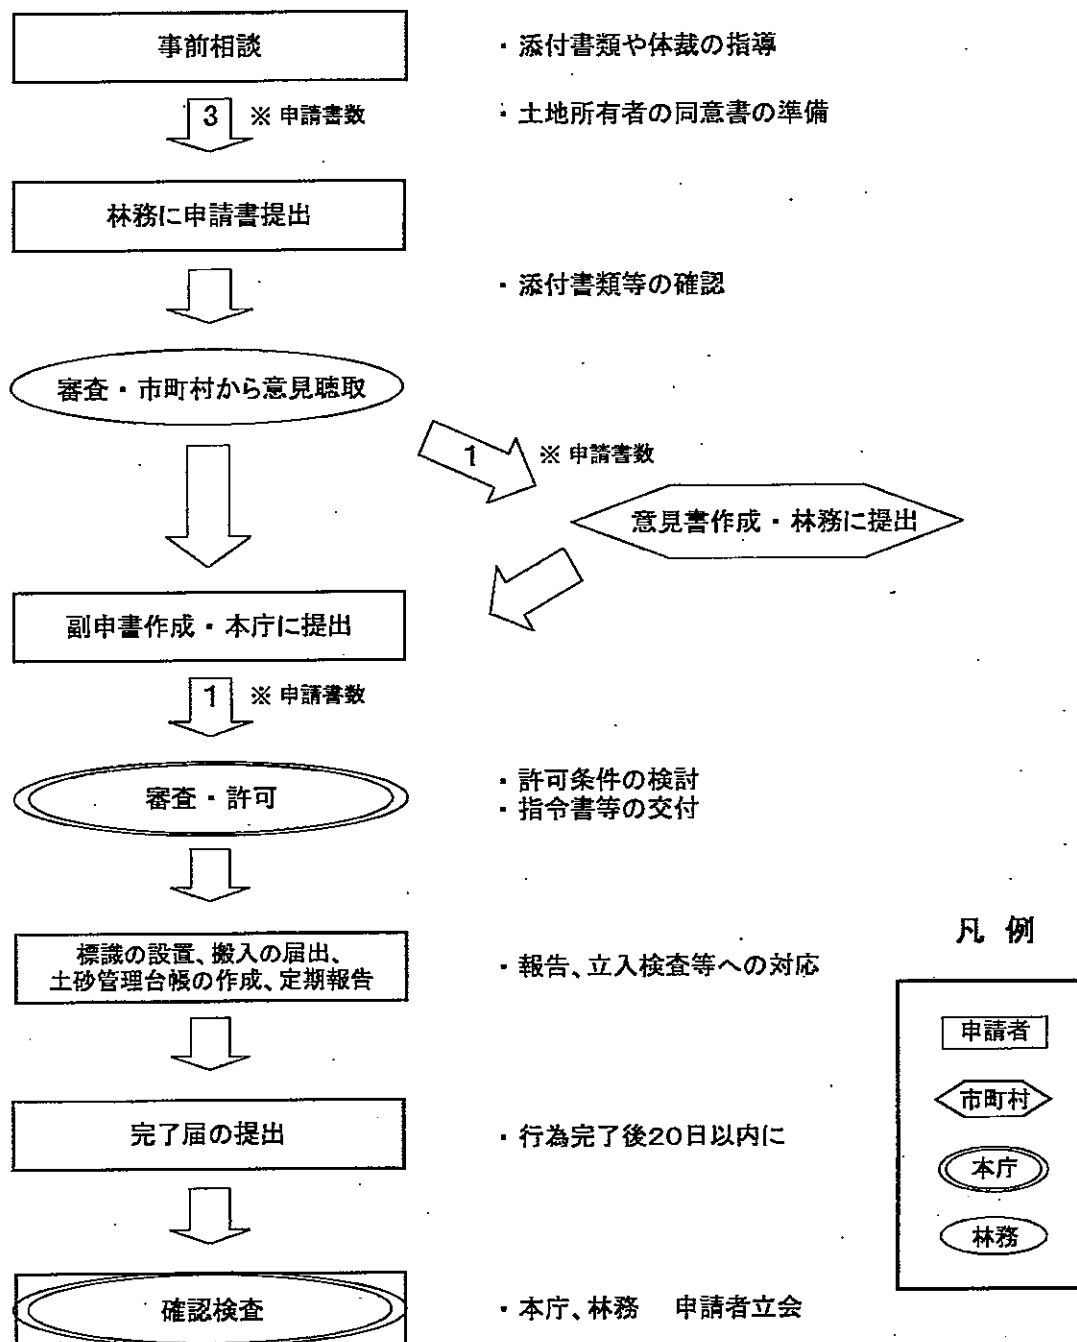 事前相談
・添付書類や体裁の指導
3
※ 申請書数
・土地所有者の同意書の準備
林務に申請書提出
・添付書類等の確認
審査・市町村から意見聴取
1
※ 申請書数
意見書作成・林務に提出
副申書作成・本庁に提出
1
※ 申請書数
審査・許可
・許可条件の検討
・指令書等の交付
標識の設置、搬入の届出、
土砂管理台帳の作成、定期報告
・報告、立入検査等への対応
完了届の提出
・行為完了後20日以内に
確認検査
・本庁、林務　申請者立会
凡 例
申請者
市町村
本庁
林務